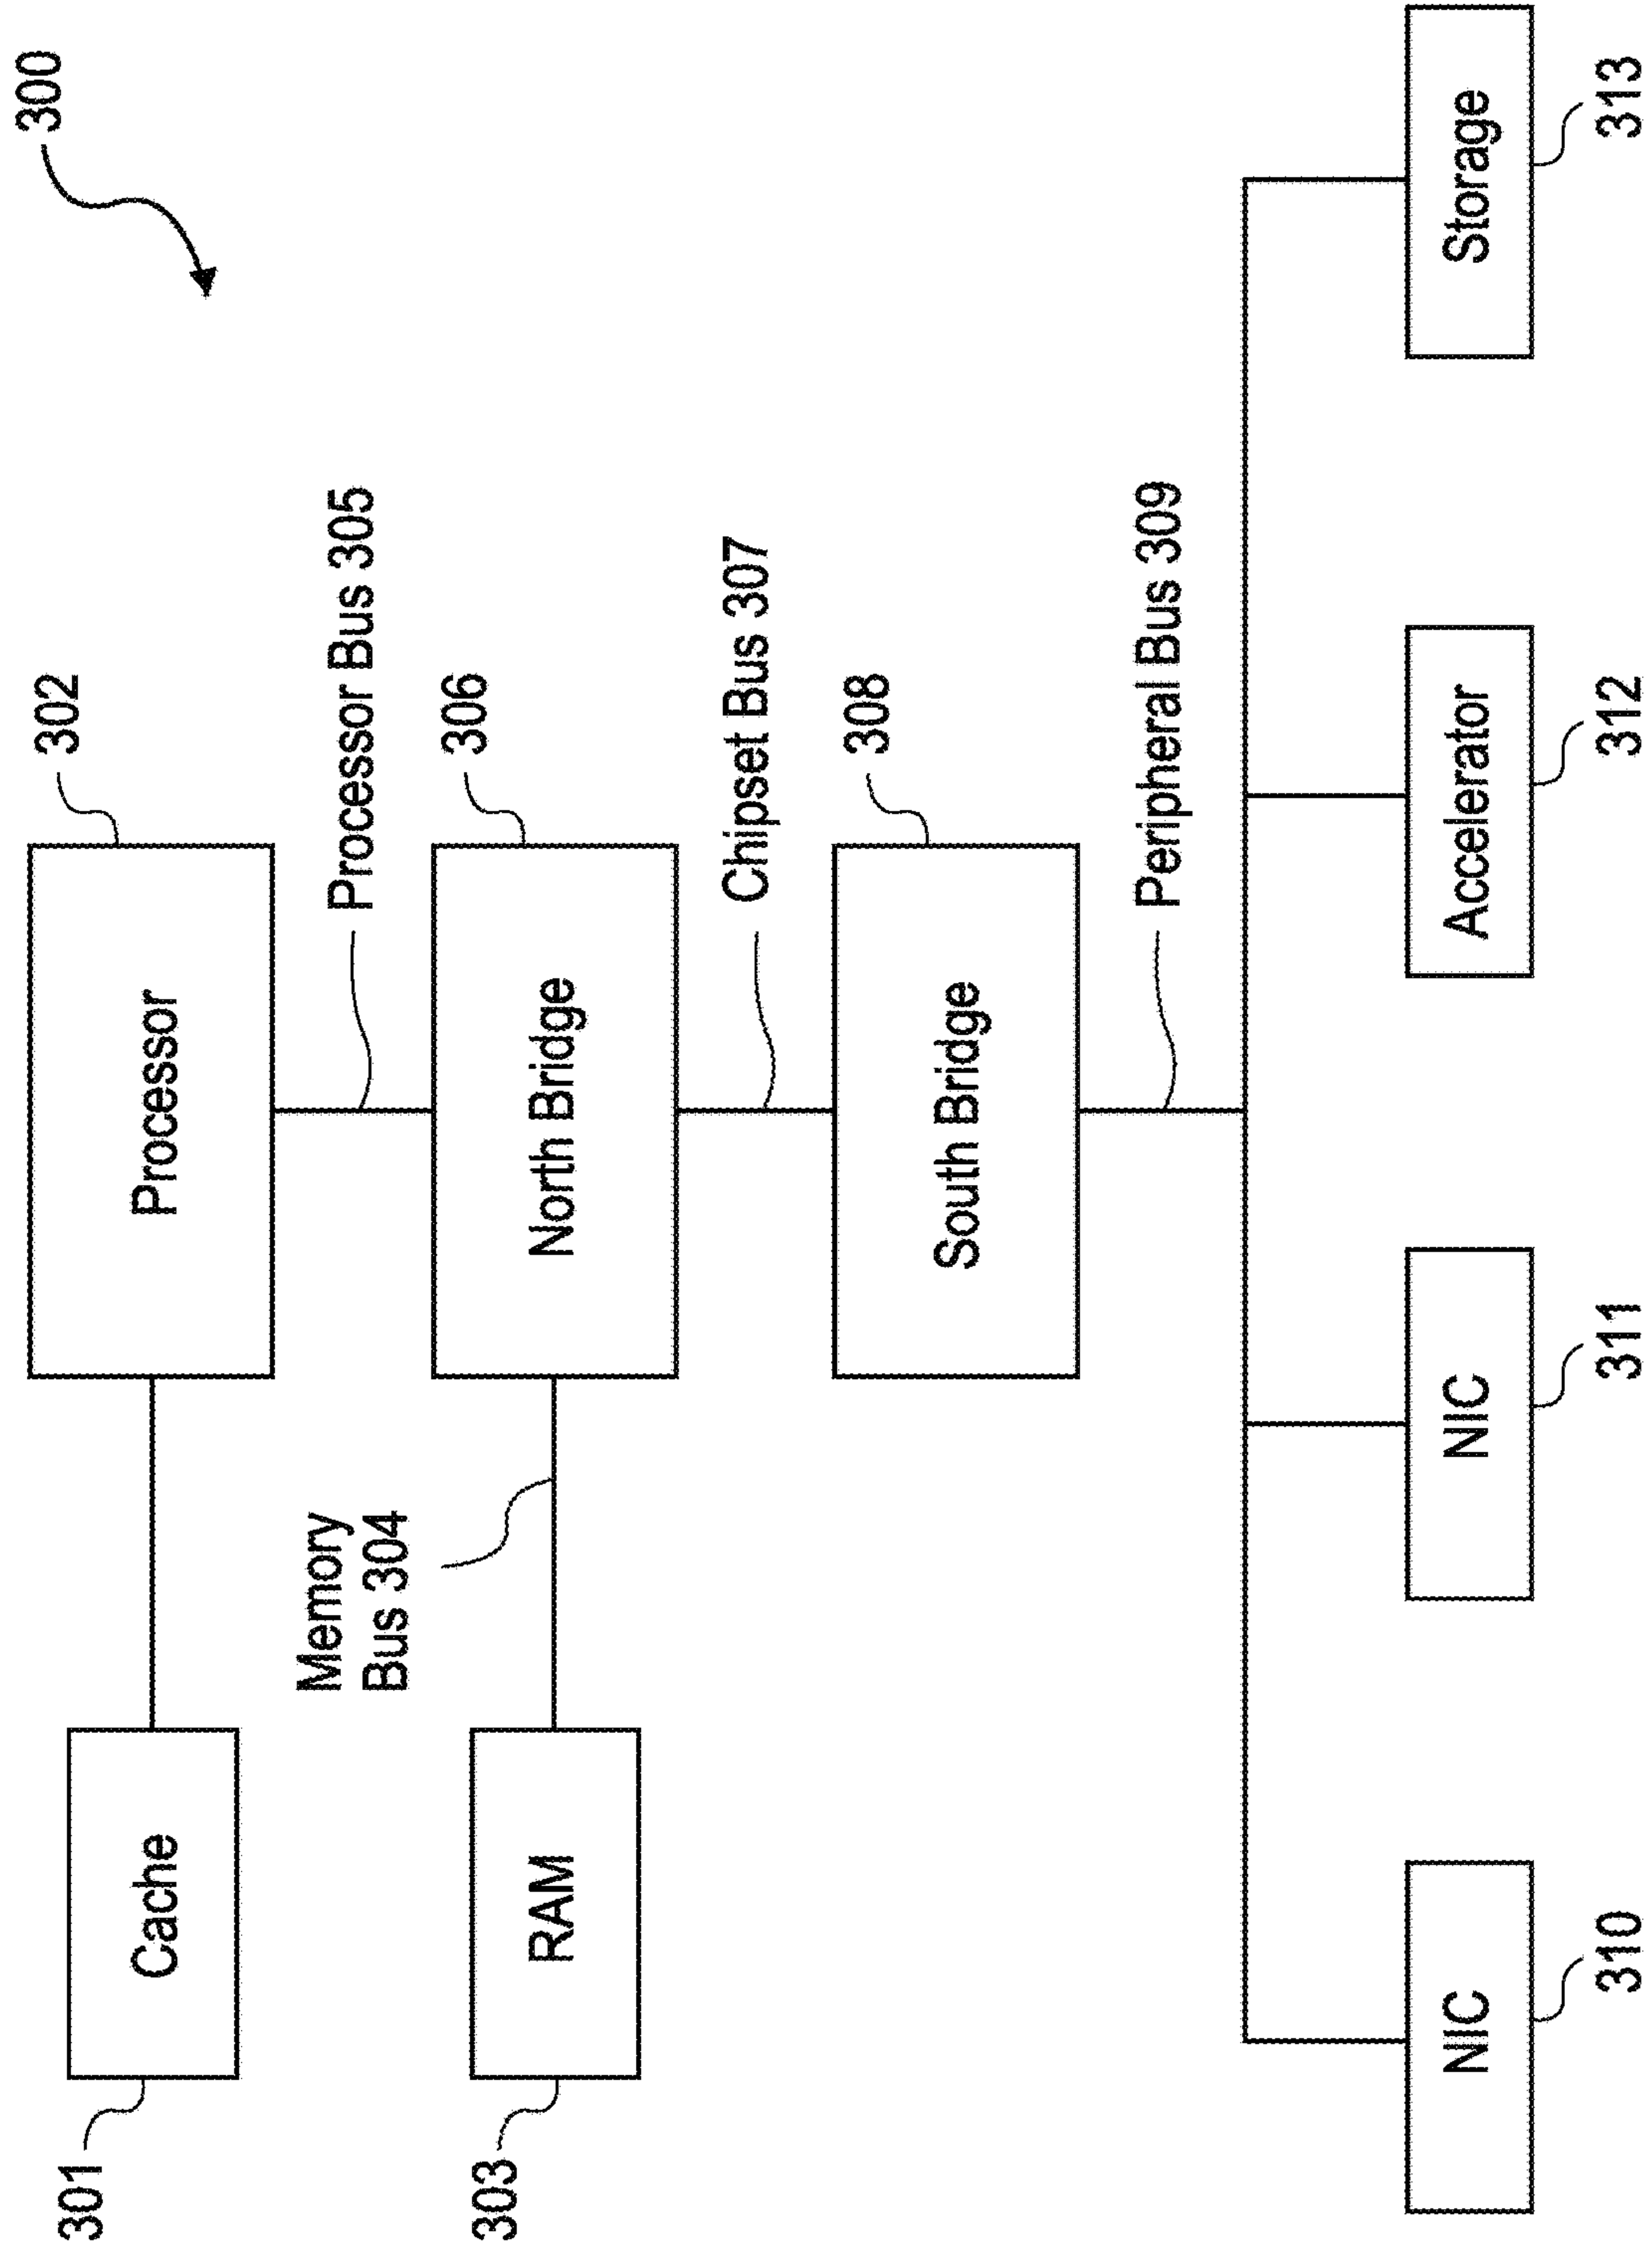 300
302
Processor
Cache
301
Processor Bus 305
306
North Bridge
Memory
Bus 304
RAM
303
Chipset Bus 307
308
South Bridge
Peripheral Bus 309
NIC
NIC
Accelerator
Storage
310
311
312
313